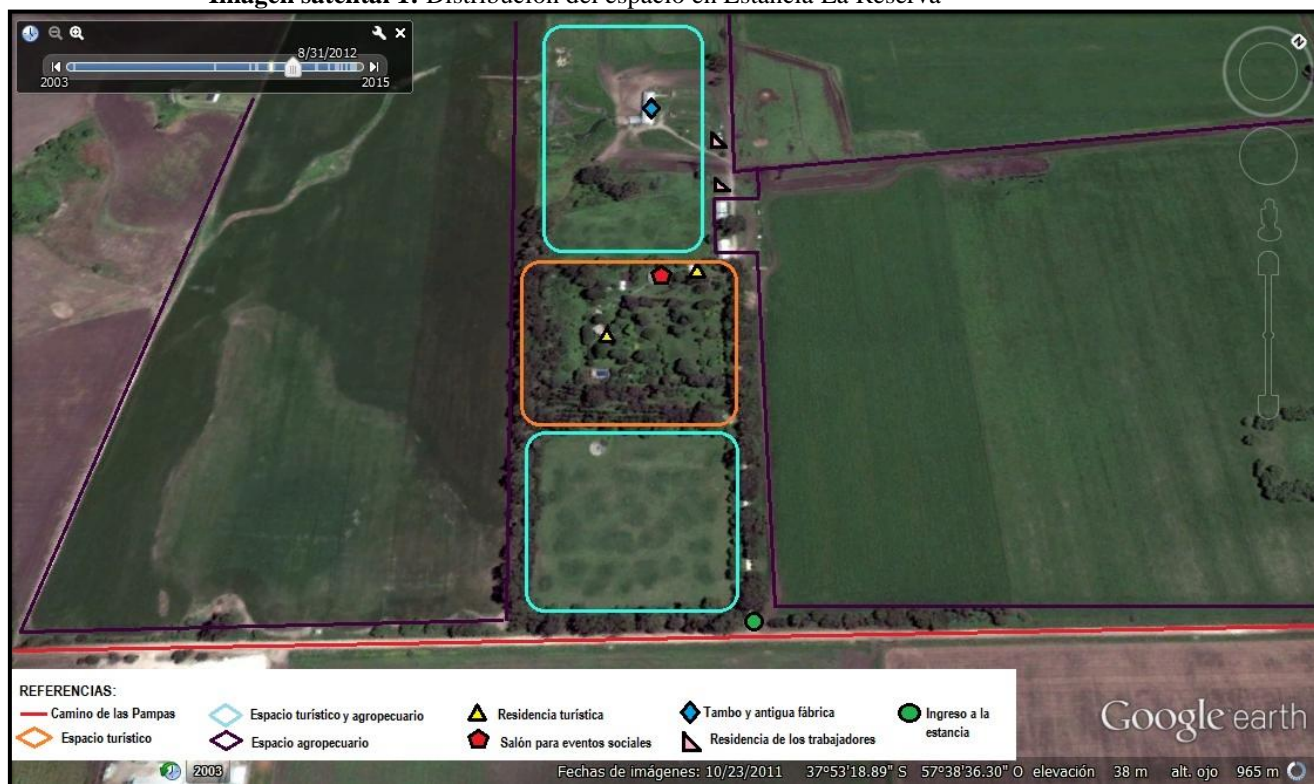 Imagen satelital 1: Distribución del espacio en Estancia La Reserva
8/31/2012
2003
2015
N
REFERENCIAS:
Camino de las Pampas
Espacio turístico y agropecuario
Residencia turística
Tambo y antigua fábrica
Ingreso a la
estancia
Espacio turístico
Espacio agropecuario
Salón para eventos sociales
Residencia de los trabajadores
Google earth
2003
Fechas de imágenes: 10/23/2011 37°53'18.89" S 57°38'36.30" O elevación 38 m alt. ojo 965 m